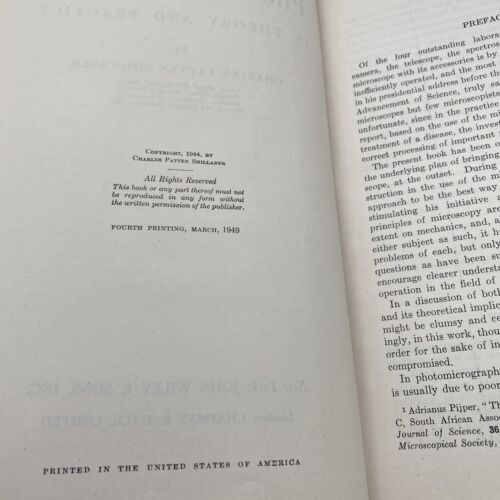 COPYRIGHT, 1944, BY
CHARLES PATTEN SHILLABER
All Rights Reserved
This book or any part thereof must not
be reproduced in any form without
the written permission of the publisher.
FOURTH PRINTING, MARCH, 1949
PRINTED IN THE UNITED STATES OF AMERICA
PREFAC
Of the four outstanding labora
camera, the telescope, the spectros
microscope with its accessories is by
inefficiently operated, and the most
in his presidential address before th
Advancement of Science, truly sa
microscopes but few microscopists
unfortunate, since in the practice
report, based on the use of the mi
treatment of a disease, the invest
correct processing of important
The present book has been o
the underlying plan of bringing
scope, at the outset. During
struction in the use of the m
approach to be the best way
stimulating his initiative a
principles of microscopy are
extent on mechanics, and, a
either subject as such, it h
problems of each, but only
questions as have been su
encourage clearer understa
operation in the field of
In a discussion of both
and its theoretical implic
might be clumsy and ce
ingly, in this work, thou
order for the sake of in
compromised.
In photomicrograph
is usually due to poor
1 Adrianus Pijper, "Th
C, South African Assoc
Journal of Science, 36
Microscopical Society,